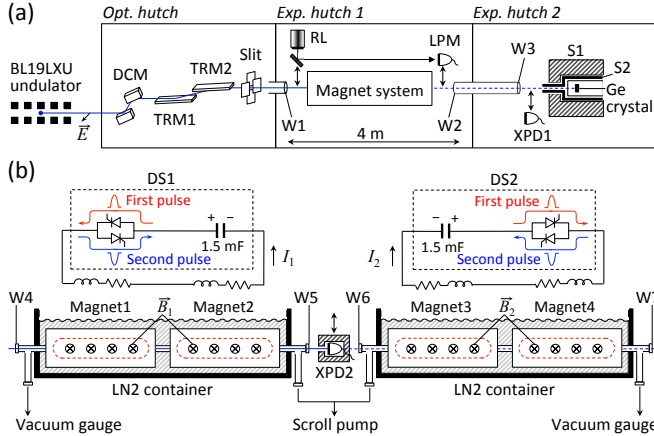 (a)
Opt. hutch
Exp. hutch 1
Exp. hutch 2
BL19LXU
undulator
DCM
TRM2
TRM1
Slit
RL
LPM
W1
Magnet system
W2
W3
4 m
XPD1
S1
S2
Ge
crystal
E
(b)
DS1
First pulse
Second pulse
+ −
1.5 mF
I1
DS2
First pulse
Second pulse
− +
1.5 mF
I2
W4
Magnet1
B1
Magnet2
W5
W6
Magnet3
B2
Magnet4
W7
XPD2
LN2 container
LN2 container
Vacuum gauge
Scroll pump
Vacuum gauge